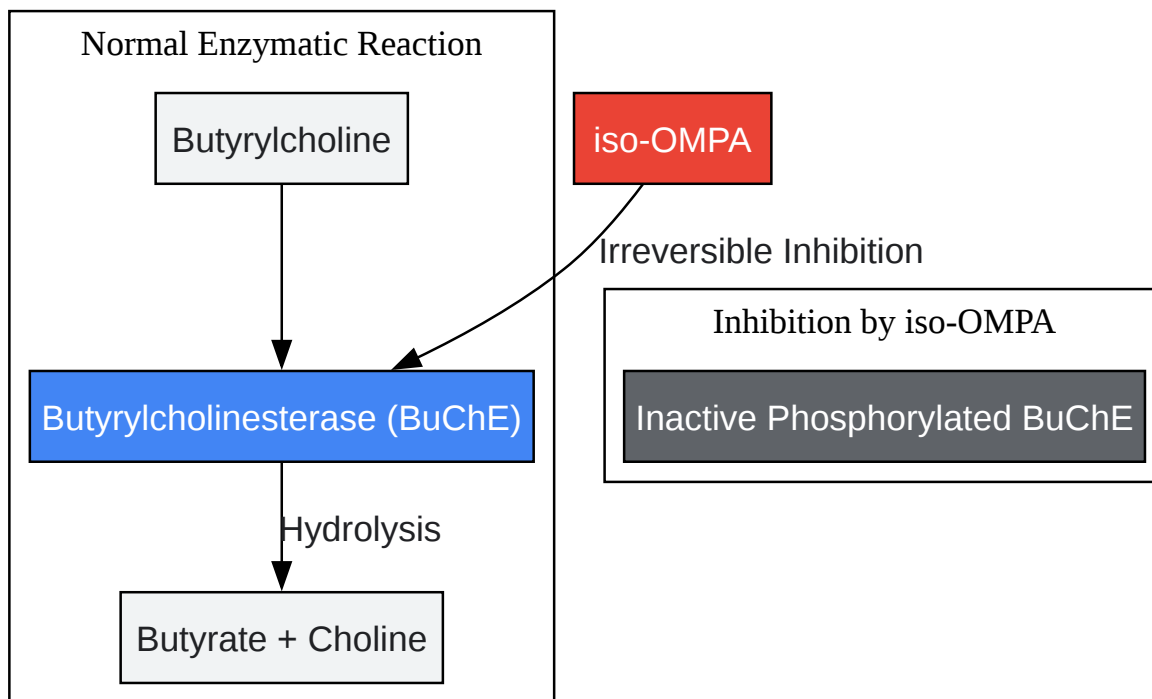 Normal Enzymatic Reaction
Butyrylcholine
iso-OMPA
Irreversible Inhibition
Inhibition by iso-OMPA
Butyrylcholinesterase (BuChE)
Inactive Phosphorylated BuChE
Hydrolysis
Butyrate + Choline